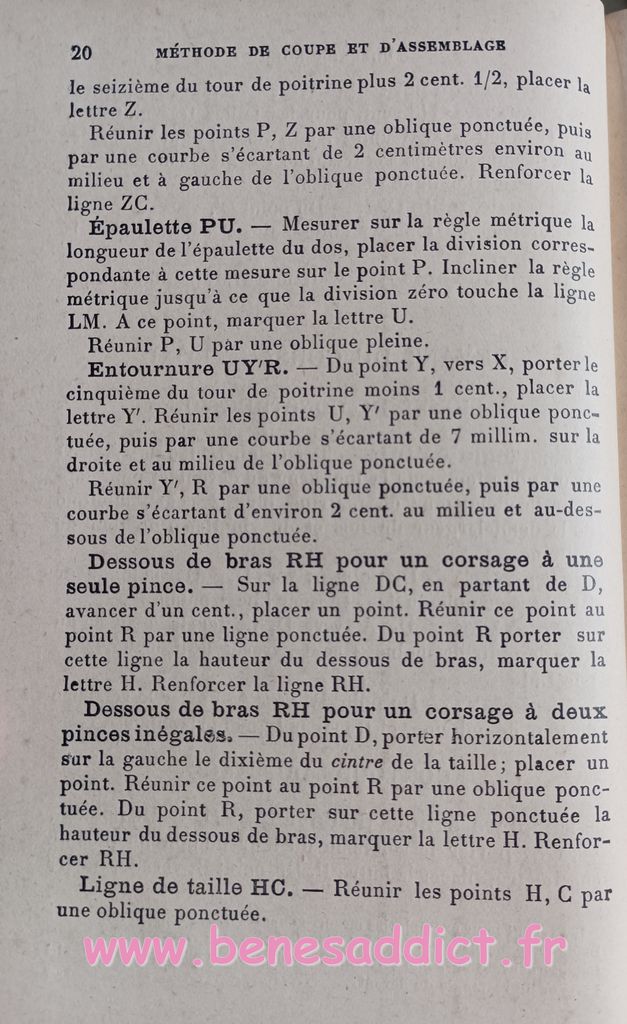 20 MÉTHODE DE COUPE ET D'ASSEMBLAGE
le seizième du tour de poitrine plus 2 cent. 1/2, placer la
lettre Z.
Réunir les points P, Z par une oblique ponctuée, puis
par une courbe s'écartant de 2 centimètres environ au
milieu et à gauche de l'oblique ponctuée. Renforcer la
ligne ZC.
Épaulette PU. — Mesurer sur la règle métrique la
longueur de l'épaulette du dos, placer la division corres-
pondante à cette mesure sur le point P. Incliner la règle
métrique jusqu'à ce que la division zéro touche la ligne
LM. A ce point, marquer la lettre U.
Réunir P, U par une oblique pleine.
Entournure UY'R. — Du point Y, vers X, porter le
cinquième du tour de poitrine moins 1 cent., placer la
lettre Y'. Réunir les points U, Y' par une oblique ponc-
tuée, puis par une courbe s'écartant de 7 millim. sur la
droite et au milieu de l'oblique ponctuée.
Réunir Y', R par une oblique ponctuée, puis par une
courbe s'écartant d'environ 2 cent. au milieu et au-des-
sous de l'oblique ponctuée.
Dessous de bras RH pour un corsage à une
seule pince. — Sur la ligne DC, en partant de D,
avancer d'un cent., placer un point. Réunir ce point au
point R par une ligne ponctuée. Du point R porter sur
cette ligne la hauteur du dessous de bras, marquer la
lettre H. Renforcer la ligne RH.
Dessous de bras RH pour un corsage à deux
pinces inégales. — Du point D, porter horizontalement
sur la gauche le dixième du cintre de la taille; placer un
point. Réunir ce point au point R par une oblique ponc-
tuée. Du point R, porter sur cette ligne ponctuée la
hauteur du dessous de bras, marquer la lettre H. Renfor-
cer RH.
Ligne de taille HC. — Réunir les points H, C par
une oblique ponctuée.
www.benesaddict.fr